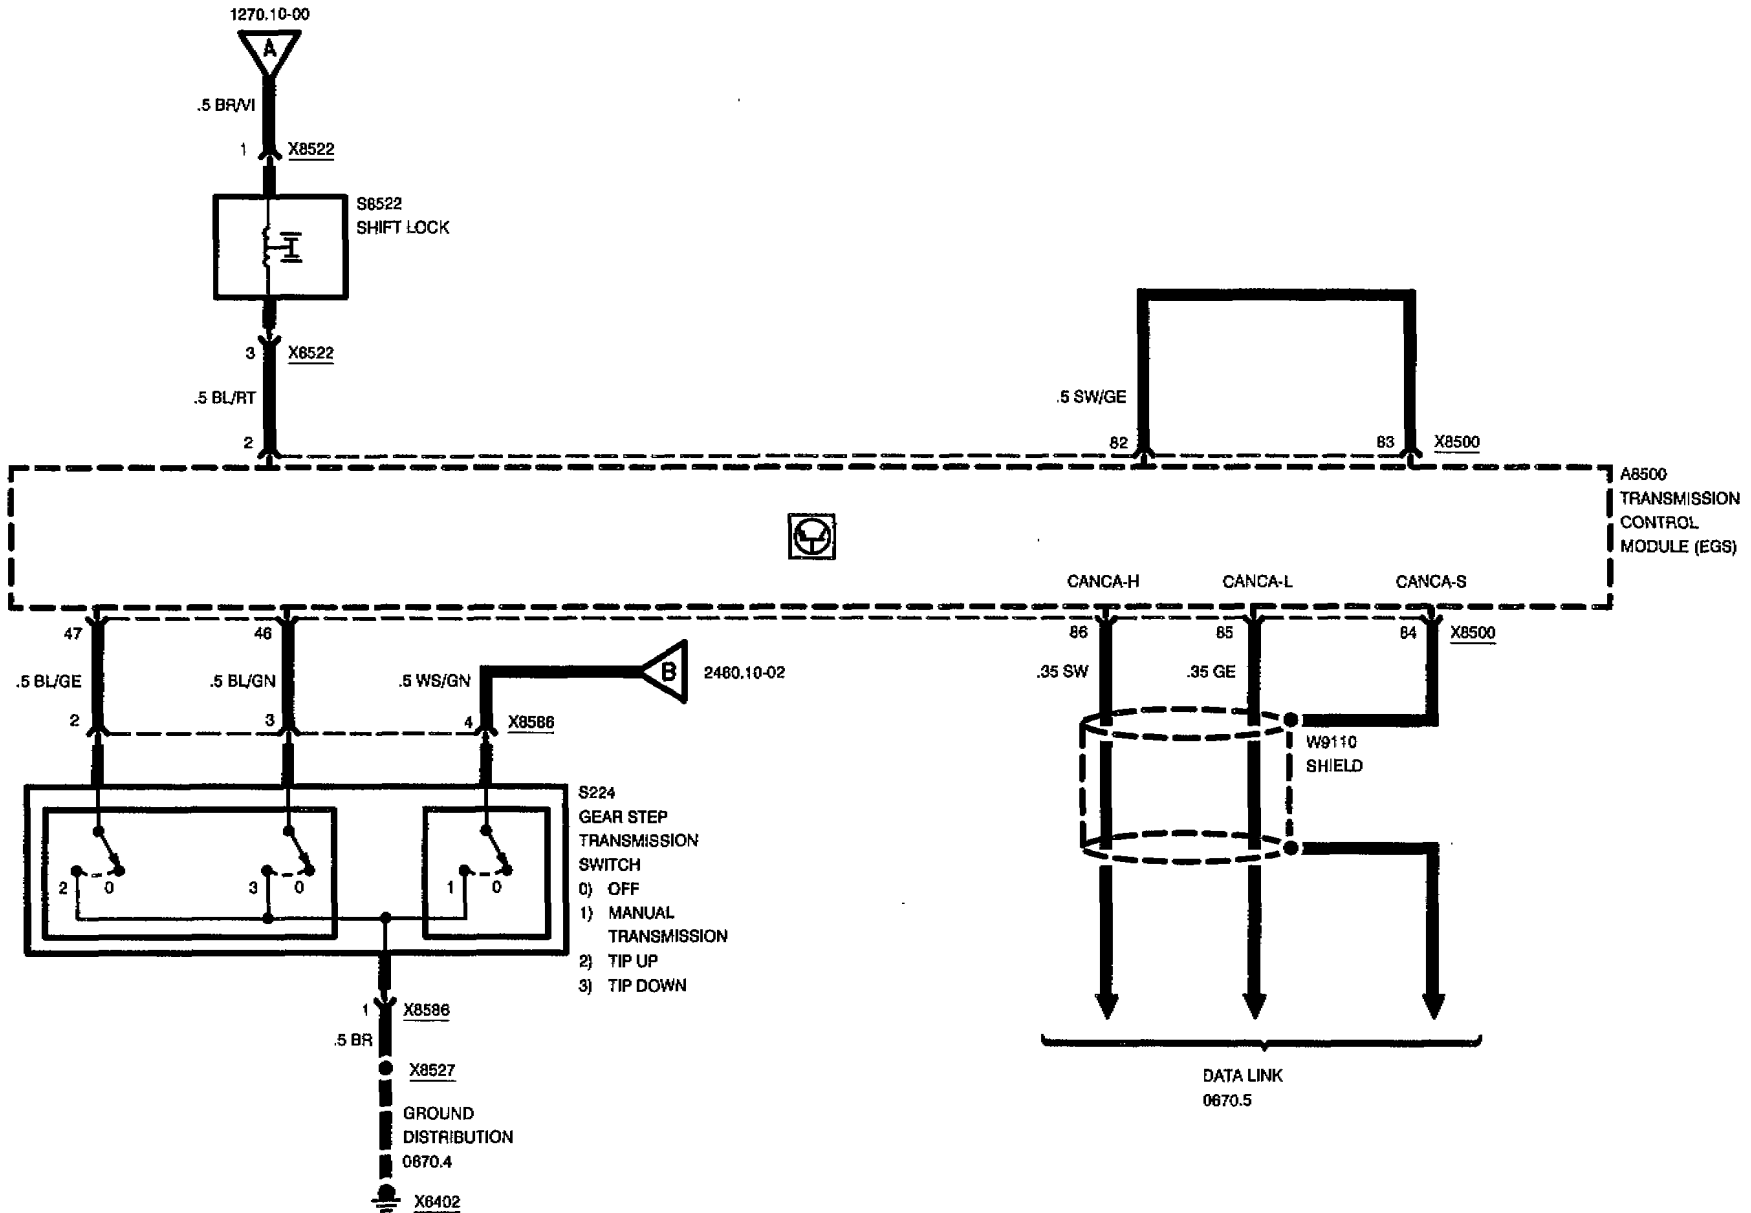 1270.10-00
A
.5 BR/VI
1 X8522
S8522
SHIFT LOCK
3 X8522
.5 BL/RT
.5 SW/GE
2
82
83 X8500
A8500
TRANSMISSION
CONTROL
MODULE (EGS)
CANCA-H
CANCA-L
CANCA-S
47
46
86
85
84 X8500
.5 BL/GE
.5 BL/GN
.5 WS/GN
B
2460.10-02
.35 SW
.35 GE
2
3
4 X8586
W9110
SHIELD
S224
GEAR STEP
TRANSMISSION
SWITCH
0) OFF
1) MANUAL
TRANSMISSION
2) TIP UP
3) TIP DOWN
2 0
3 0
1 0
1 X8586
.5 BR
X8527
GROUND
DISTRIBUTION
0670.4
X6402
DATA LINK
0670.5